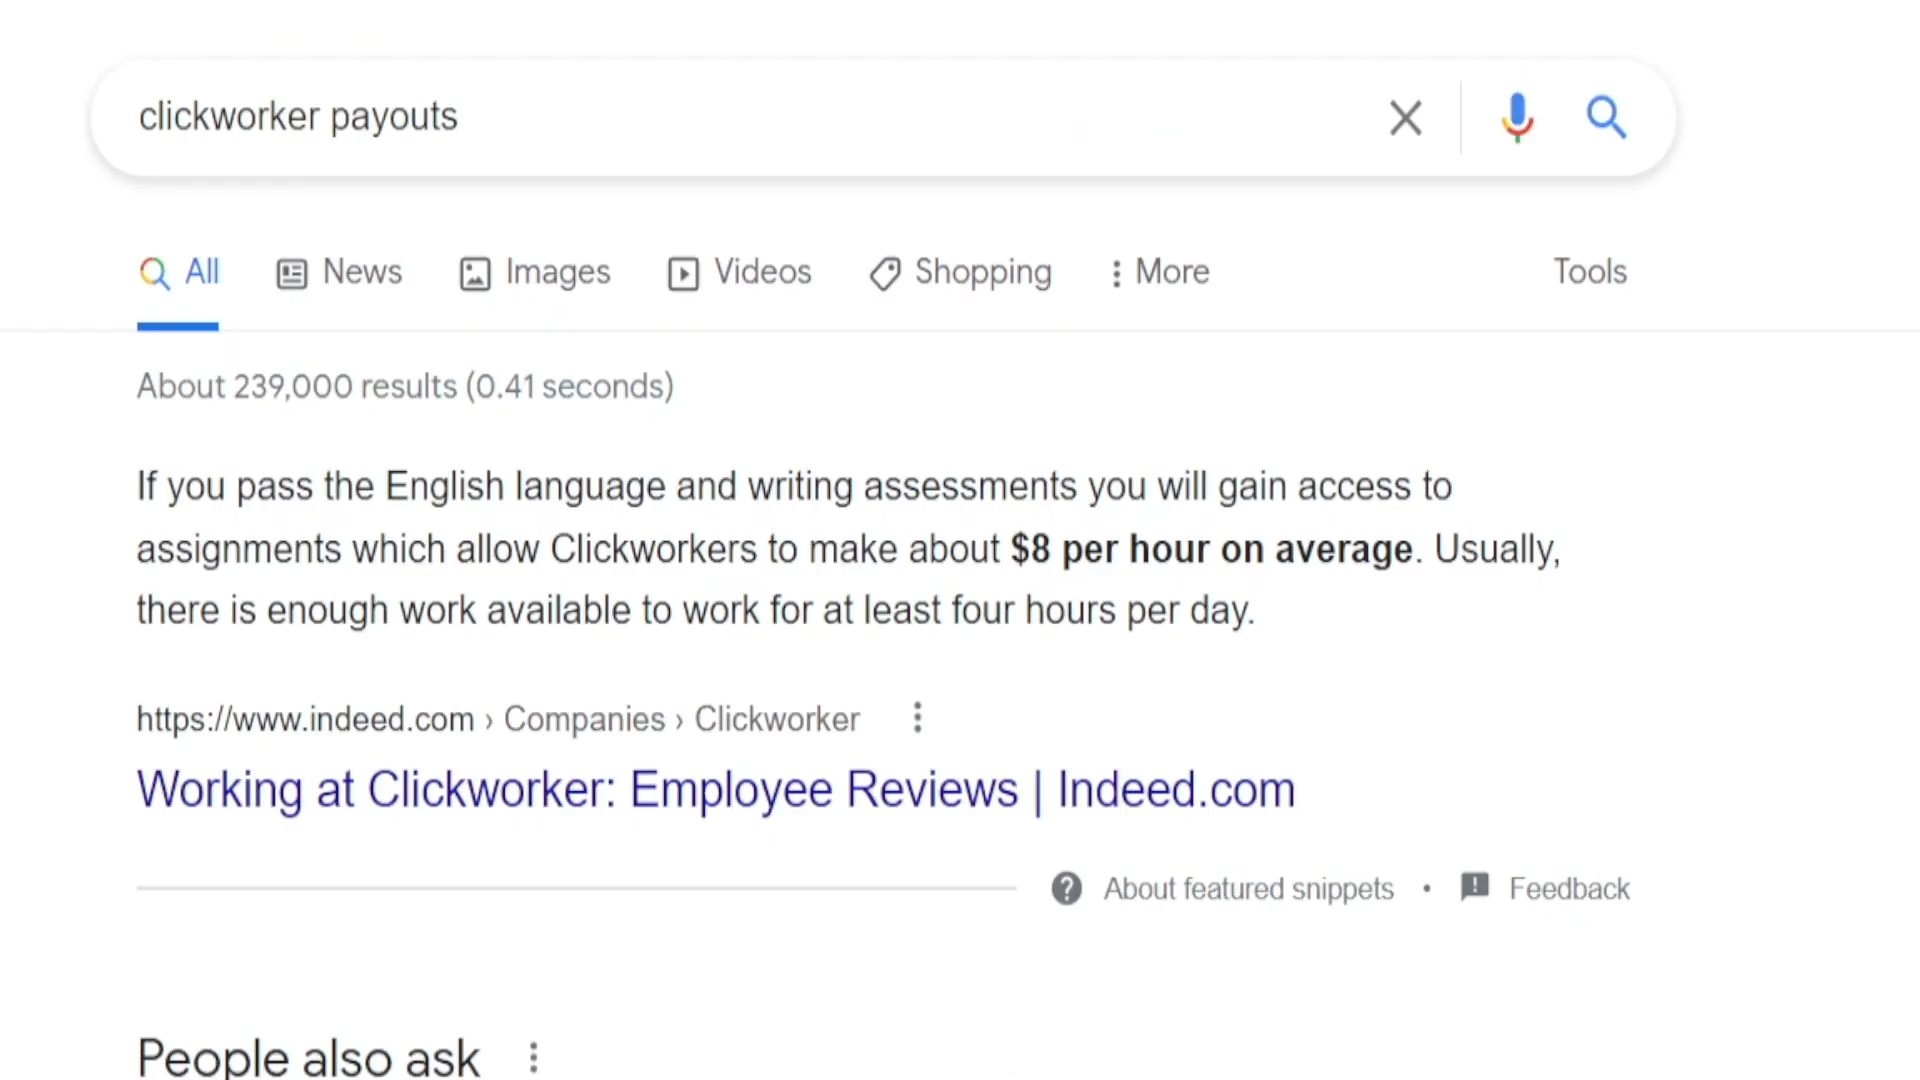 clickworker payouts
All News Images Videos Shopping More Tools
About 239,000 results (0.41 seconds)
If you pass the English language and writing assessments you will gain access to
assignments which allow Clickworkers to make about $8 per hour on average. Usually,
there is enough work available to work for at least four hours per day.
https://www.indeed.com › Companies › Clickworker
Working at Clickworker: Employee Reviews | Indeed.com
About featured snippets • Feedback
People also ask